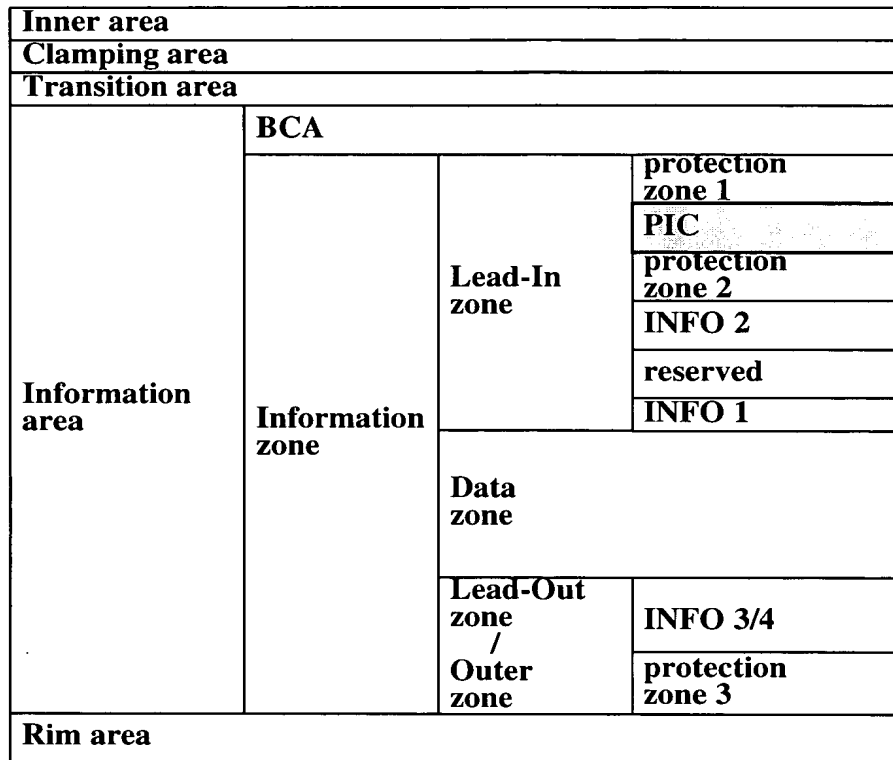 Inner area
Clamping area
Transition area
BCA
protection
zone 1
PIC
Lead-In
zone
protection
zone 2
INFO 2
reserved
INFO 1
Information
area
Information
zone
Data
zone
Lead-Out
zone
/
Outer
zone
INFO 3/4
protection
zone 3
Rim area